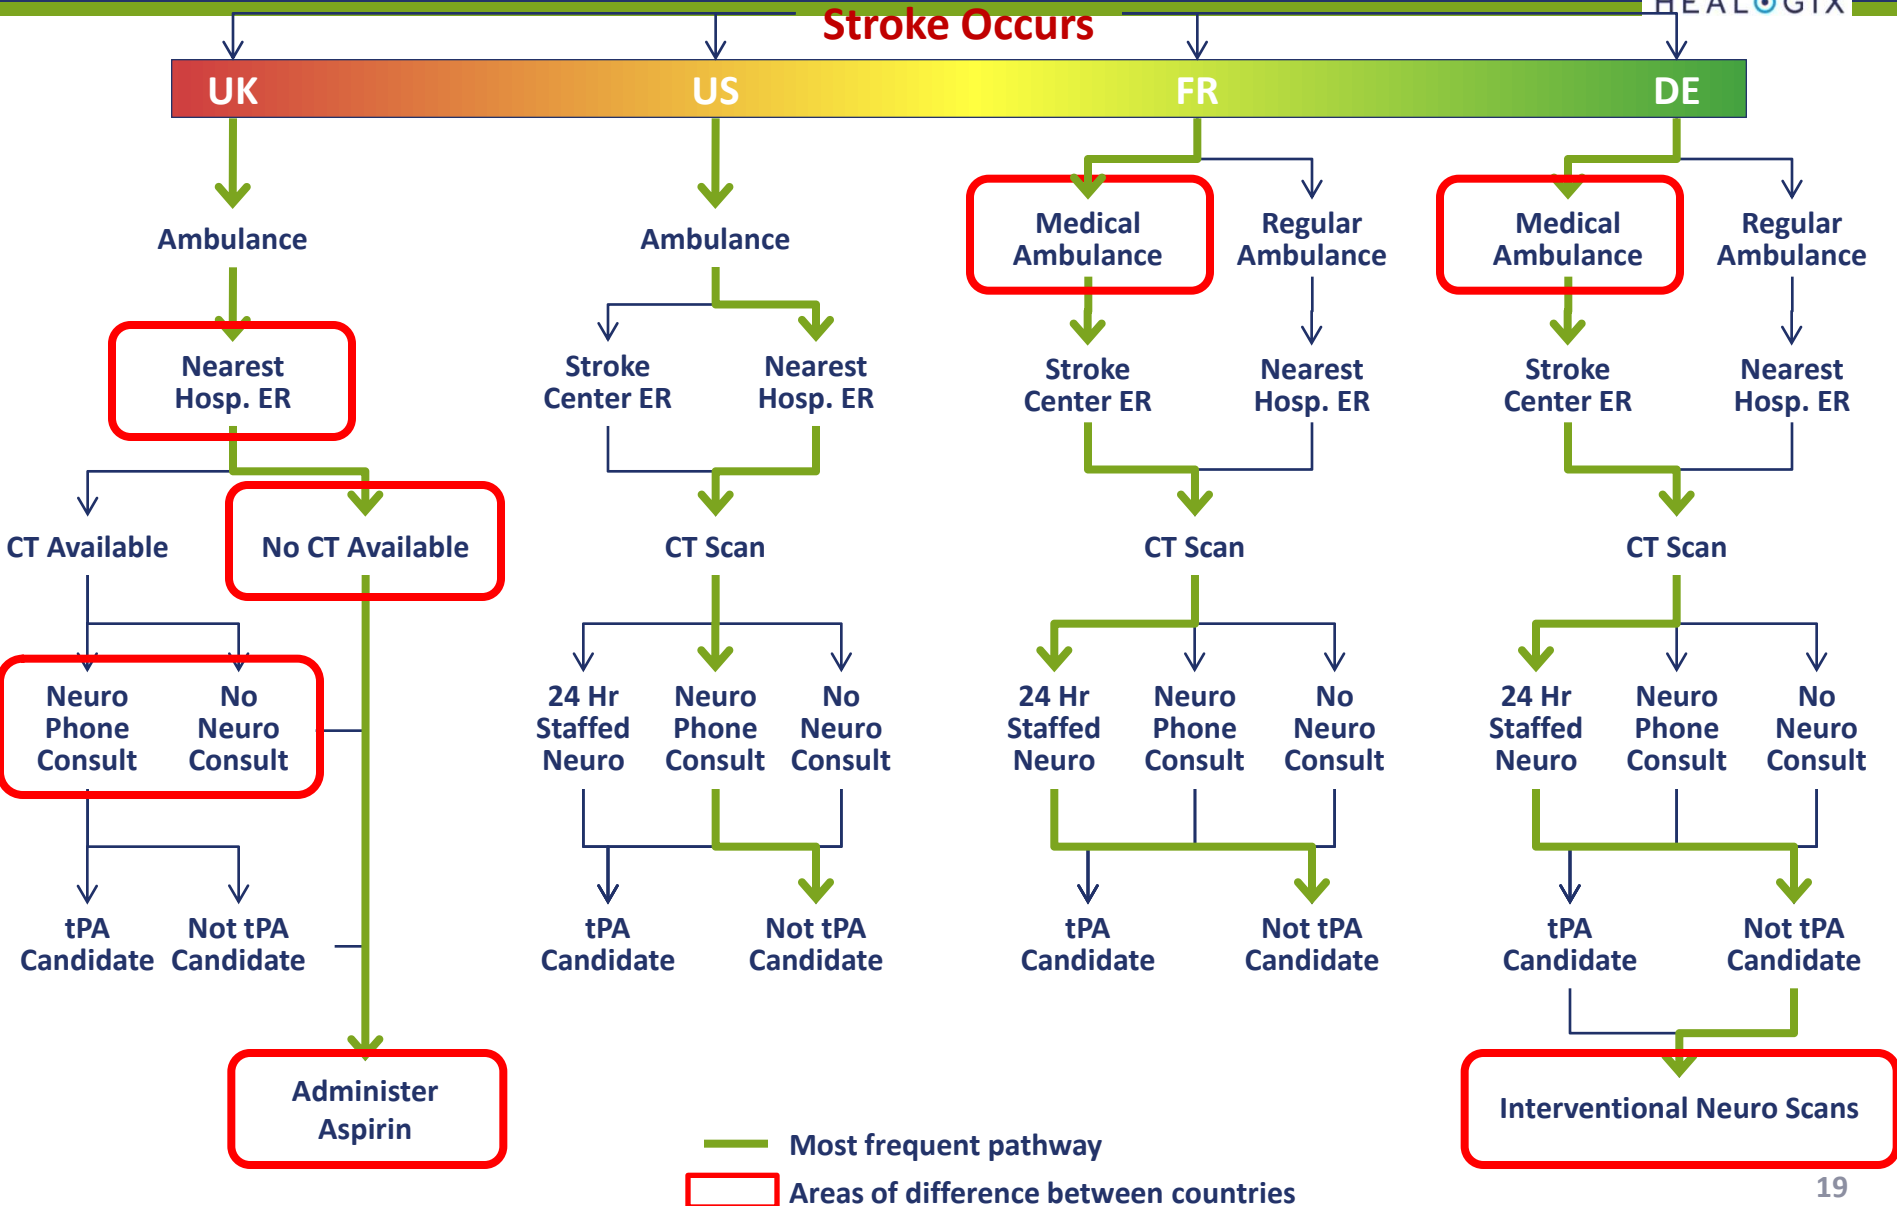 HEALOGIX
Stroke Occurs
UK
US
FR
DE
Ambulance
Ambulance
Medical
Ambulance
Regular
Ambulance
Medical
Ambulance
Regular
Ambulance
Nearest
Hosp. ER
Stroke
Center ER
Nearest
Hosp. ER
Stroke
Center ER
Nearest
Hosp. ER
Stroke
Center ER
Nearest
Hosp. ER
CT Available
No CT Available
CT Scan
CT Scan
CT Scan
Neuro
Phone
Consult
No
Neuro
Consult
24 Hr
Staffed
Neuro
Neuro
Phone
Consult
No
Neuro
Consult
24 Hr
Staffed
Neuro
Neuro
Phone
Consult
No
Neuro
Consult
24 Hr
Staffed
Neuro
Neuro
Phone
Consult
No
Neuro
Consult
tPA
Candidate
Not tPA
Candidate
tPA
Candidate
Not tPA
Candidate
tPA
Candidate
Not tPA
Candidate
tPA
Candidate
Not tPA
Candidate
Administer
Aspirin
Interventional Neuro Scans
Most frequent pathway
Areas of difference between countries
19